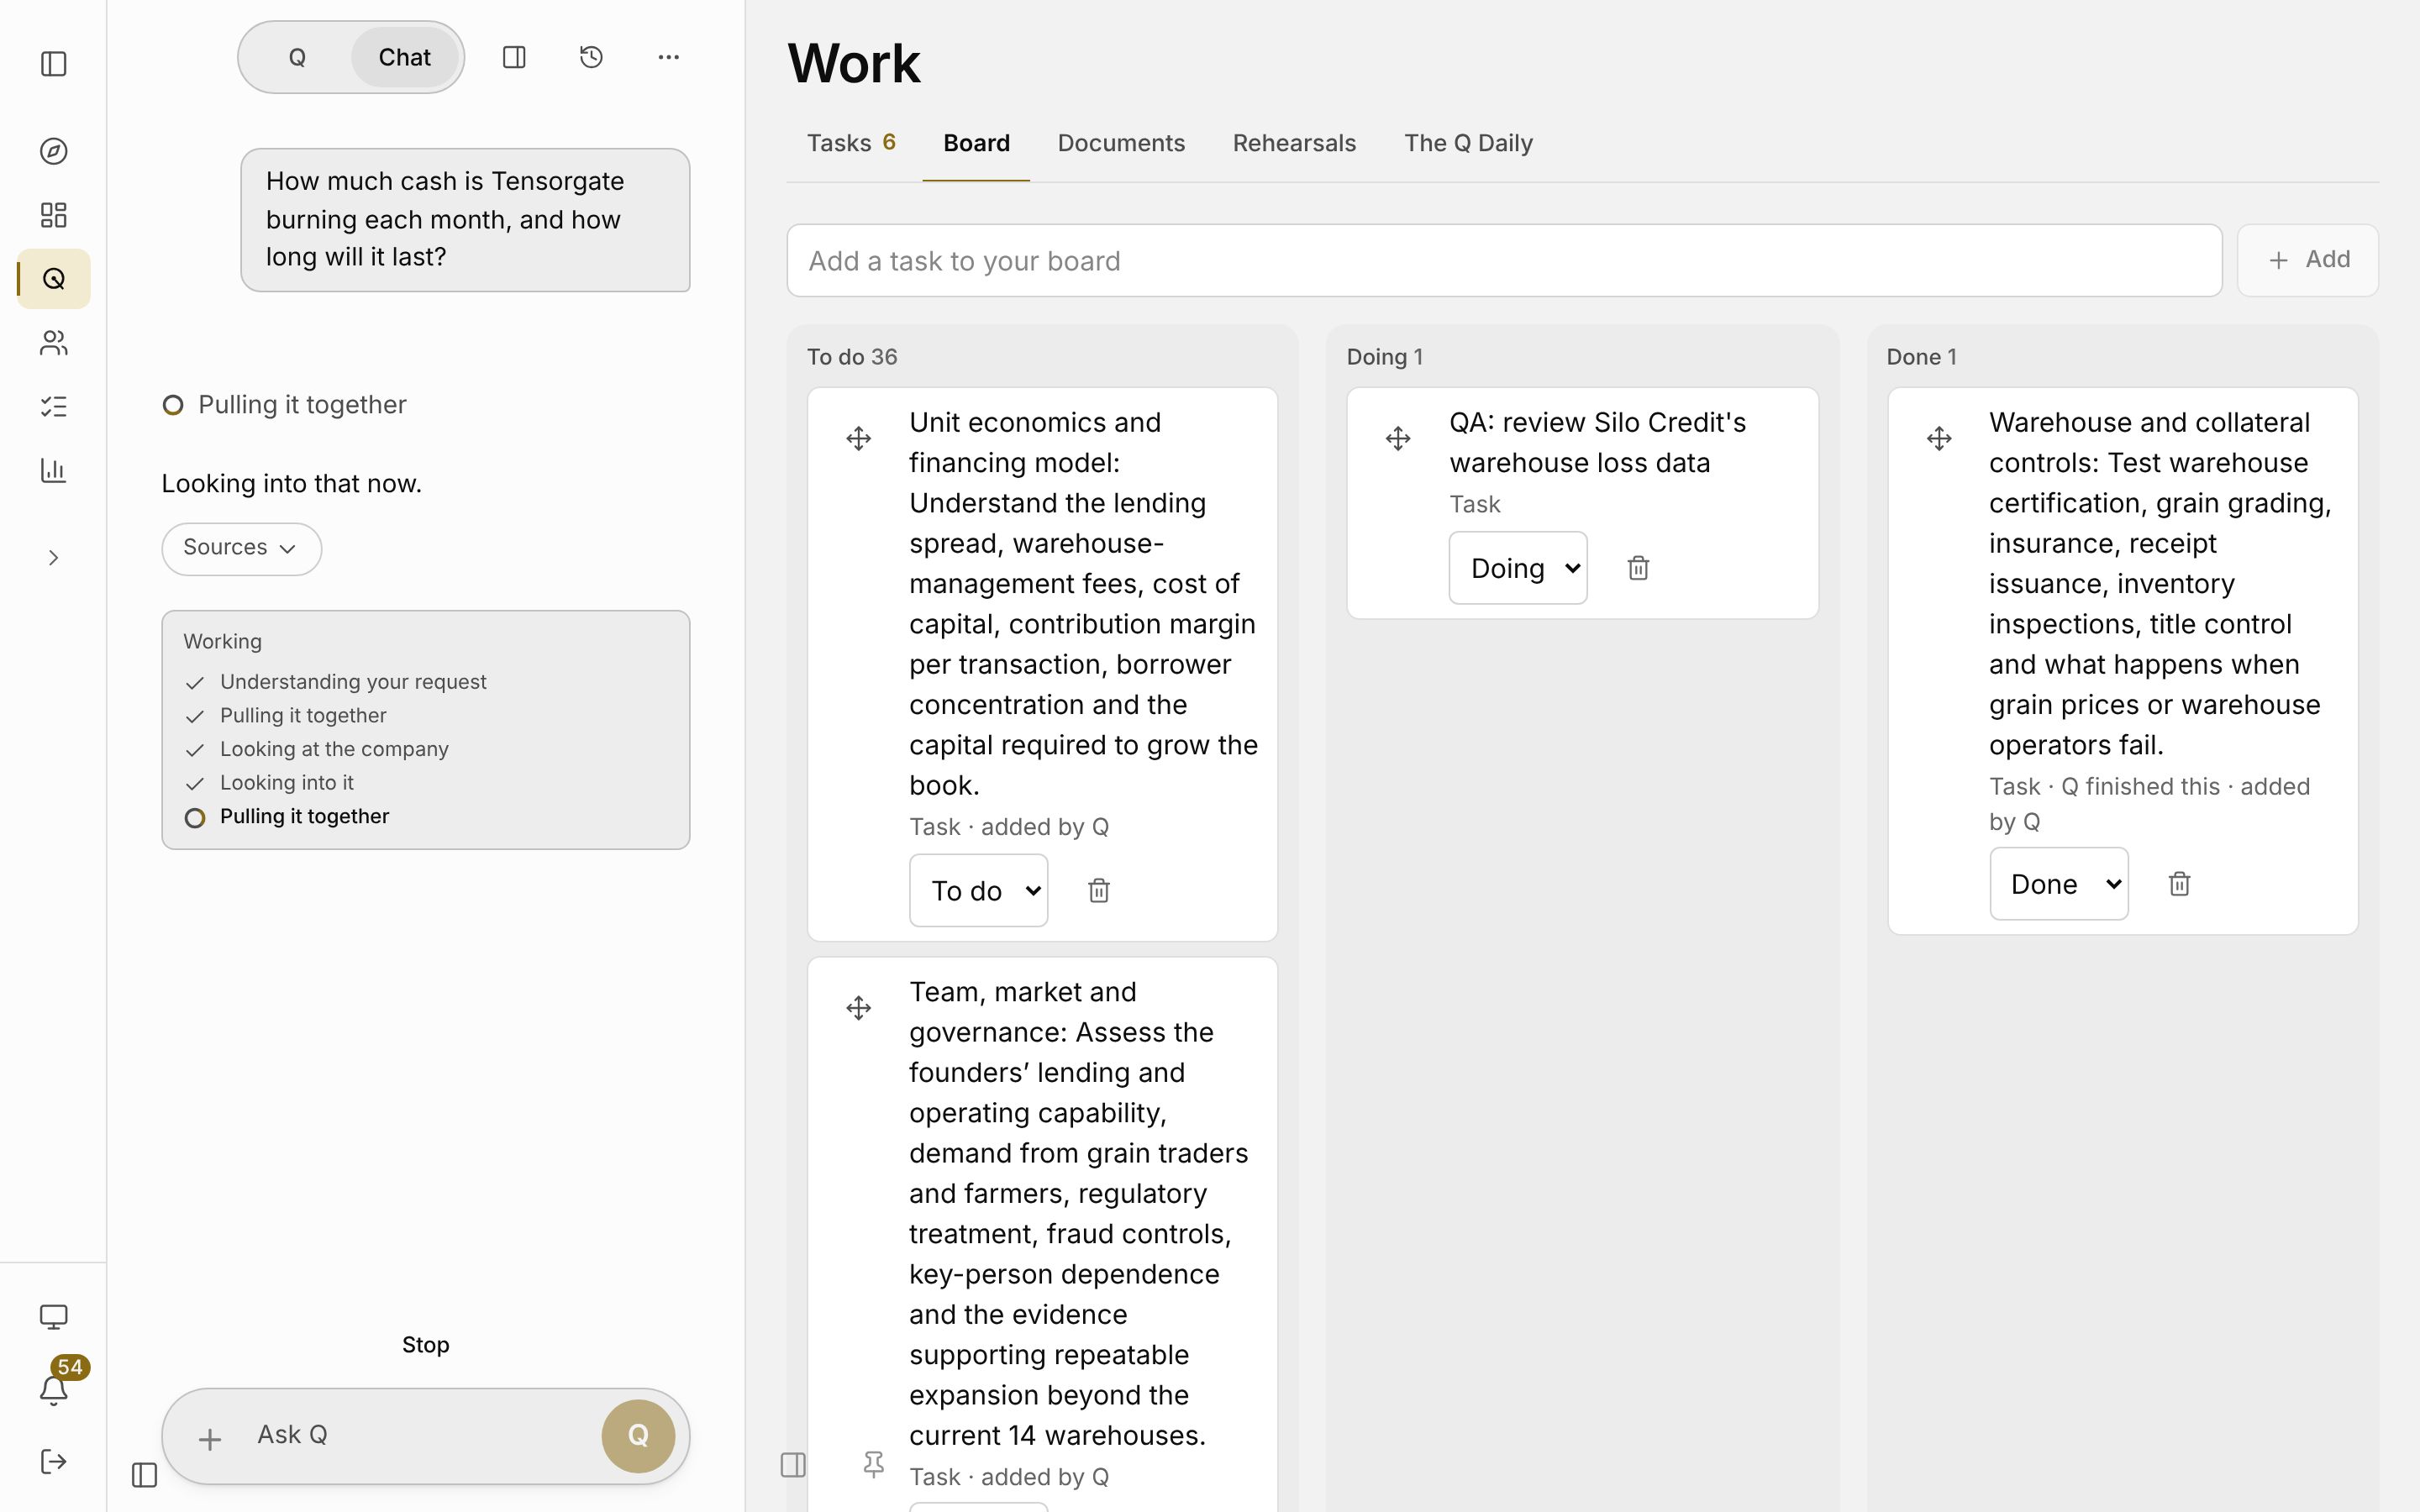 Q
Chat
How much cash is Tensorgate
burning each month, and how
long will it last?
Pulling it together
Looking into that now.
Sources
Working
Understanding your request
Pulling it together
Looking at the company
Looking into it
Pulling it together
Stop
Ask Q
Q
Q
54
Work
Tasks 6
Board
Documents
Rehearsals
The Q Daily
Add a task to your board
Add
To do 36
Unit economics and
financing model:
Understand the lending
spread, warehouse-
management fees, cost of
capital, contribution margin
per transaction, borrower
concentration and the
capital required to grow the
book.
Task · added by Q
To do
Team, market and
governance: Assess the
founders’ lending and
operating capability,
demand from grain traders
and farmers, regulatory
treatment, fraud controls,
key-person dependence
and the evidence
supporting repeatable
expansion beyond the
current 14 warehouses.
Task · added by Q
Doing 1
QA: review Silo Credit's
warehouse loss data
Task
Doing
Done 1
Warehouse and collateral
controls: Test warehouse
certification, grain grading,
insurance, receipt
issuance, inventory
inspections, title control
and what happens when
grain prices or warehouse
operators fail.
Task · Q finished this · added
by Q
Done